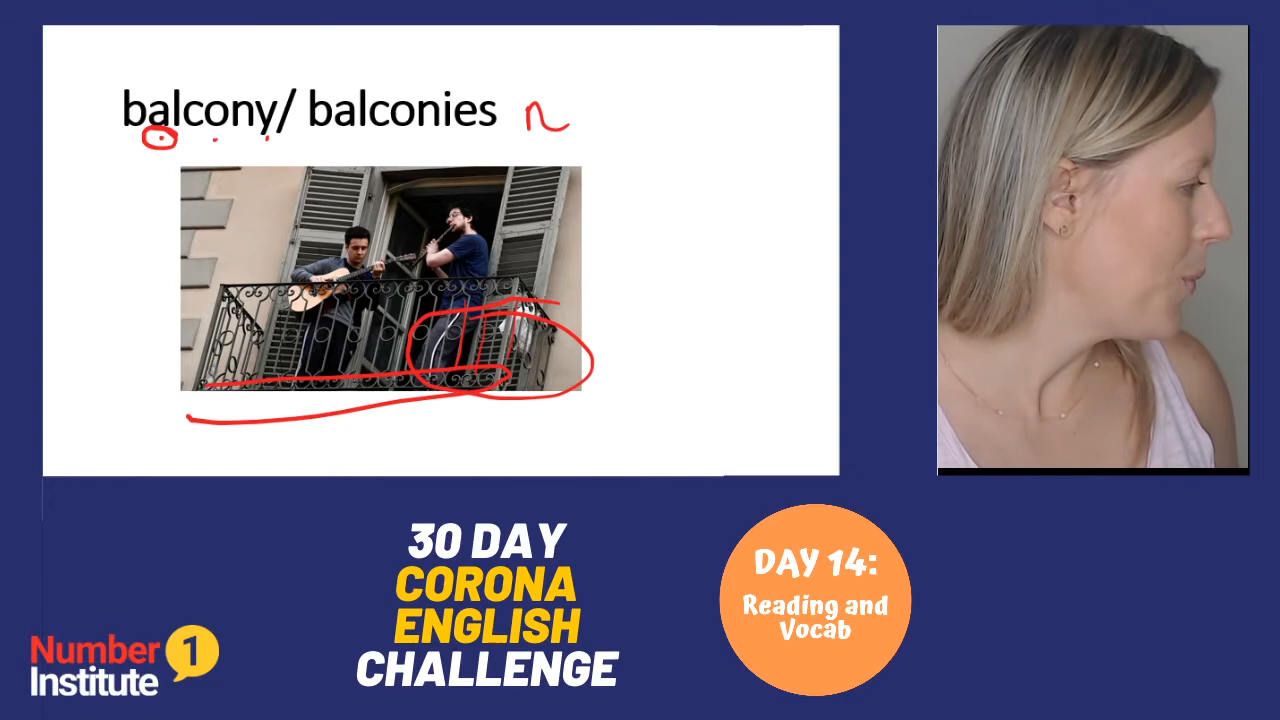 balcony/ balconies n
30 DAY
CORONA
ENGLISH
CHALLENGE
DAY 14:
Reading and
Vocab
Number 1
Institute